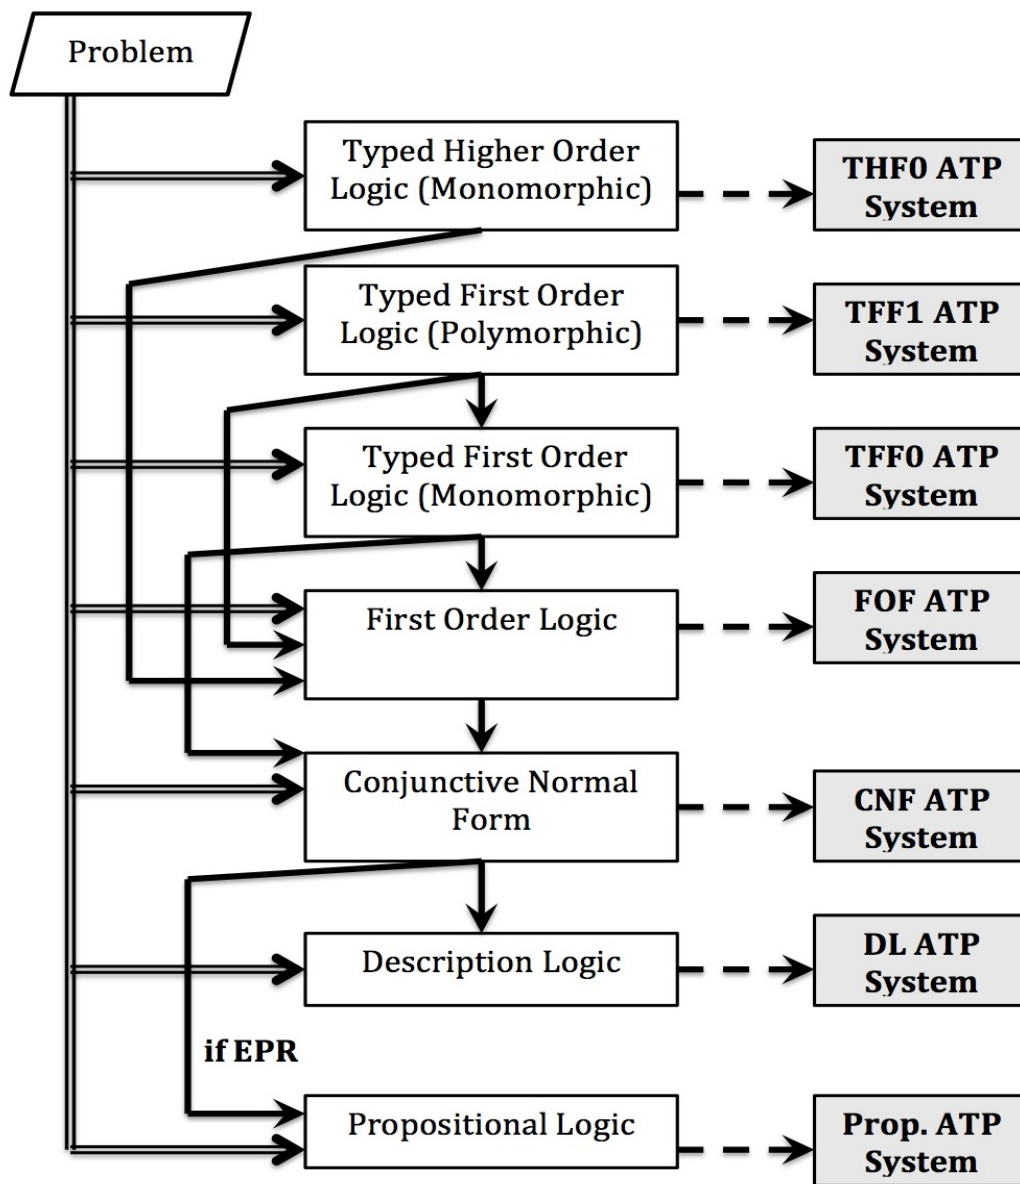 Problem
Typed Higher Order
Logic (Monomorphic)
THF0 ATP
System
Typed First Order
Logic (Polymorphic)
TFF1 ATP
System
Typed First Order
Logic (Monomorphic)
TFF0 ATP
System
First Order Logic
FOF ATP
System
Conjunctive Normal
Form
CNF ATP
System
Description Logic
DL ATP
System
if EPR
Propositional Logic
Prop. ATP
System